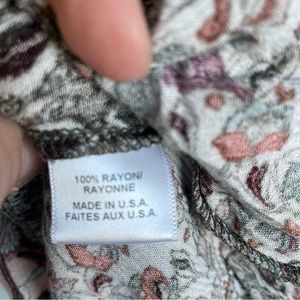 100% RAYON/
RAYONNE
MADE IN U.S.A.
FAITES AUX U.S.A.